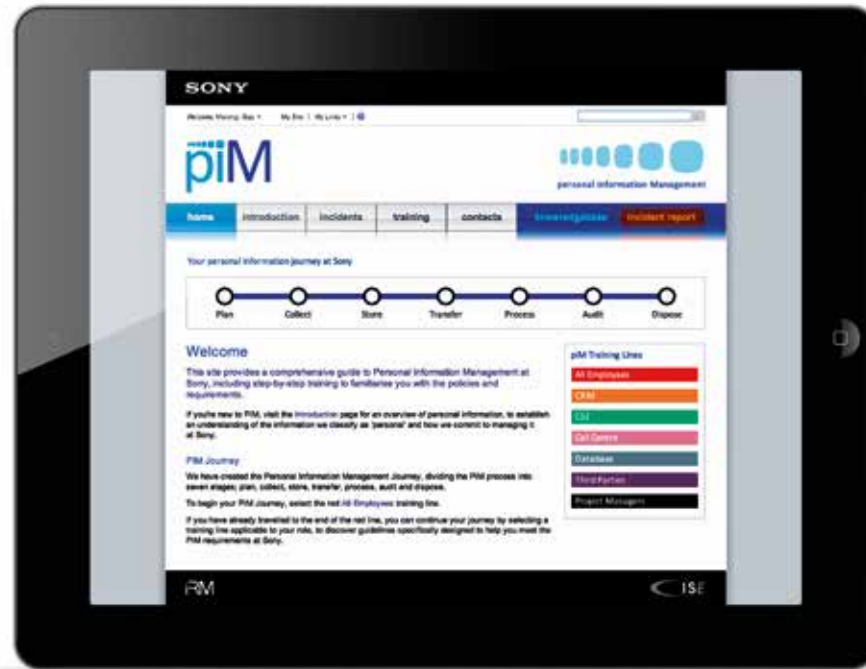 SONY
My Site | My Links
piM
personal information Management
home introduction incidents training contacts knowledgebase incident report
Your personal information journey at Sony
Plan Collect Store Transfer Process Audit Dispose
Welcome
This site provides a comprehensive guide to Personal Information Management at
Sony, including step-by-step training to familiarise you with the policies and
requirements.
If you're new to PIM, visit the Introduction page for an overview of personal information, to establish
an understanding of the information we classify as 'personal' and how we commit to managing it
at Sony.
PIM Journey
We have created the Personal Information Management Journey, dividing the PIM process into
seven stages; plan, collect, store, transfer, process, audit and dispose.
To begin your PIM Journey, select the red All Employees training line.
If you have already travelled to the end of the red line, you can continue your journey by selecting a
training line applicable to your role, to discover guidelines specifically designed to help you meet the
PIM requirements at Sony.
piM Training Lines
All Employees
CRM
CSI
Call Centre
Database
Third Parties
Project Managers
iRM
ISE